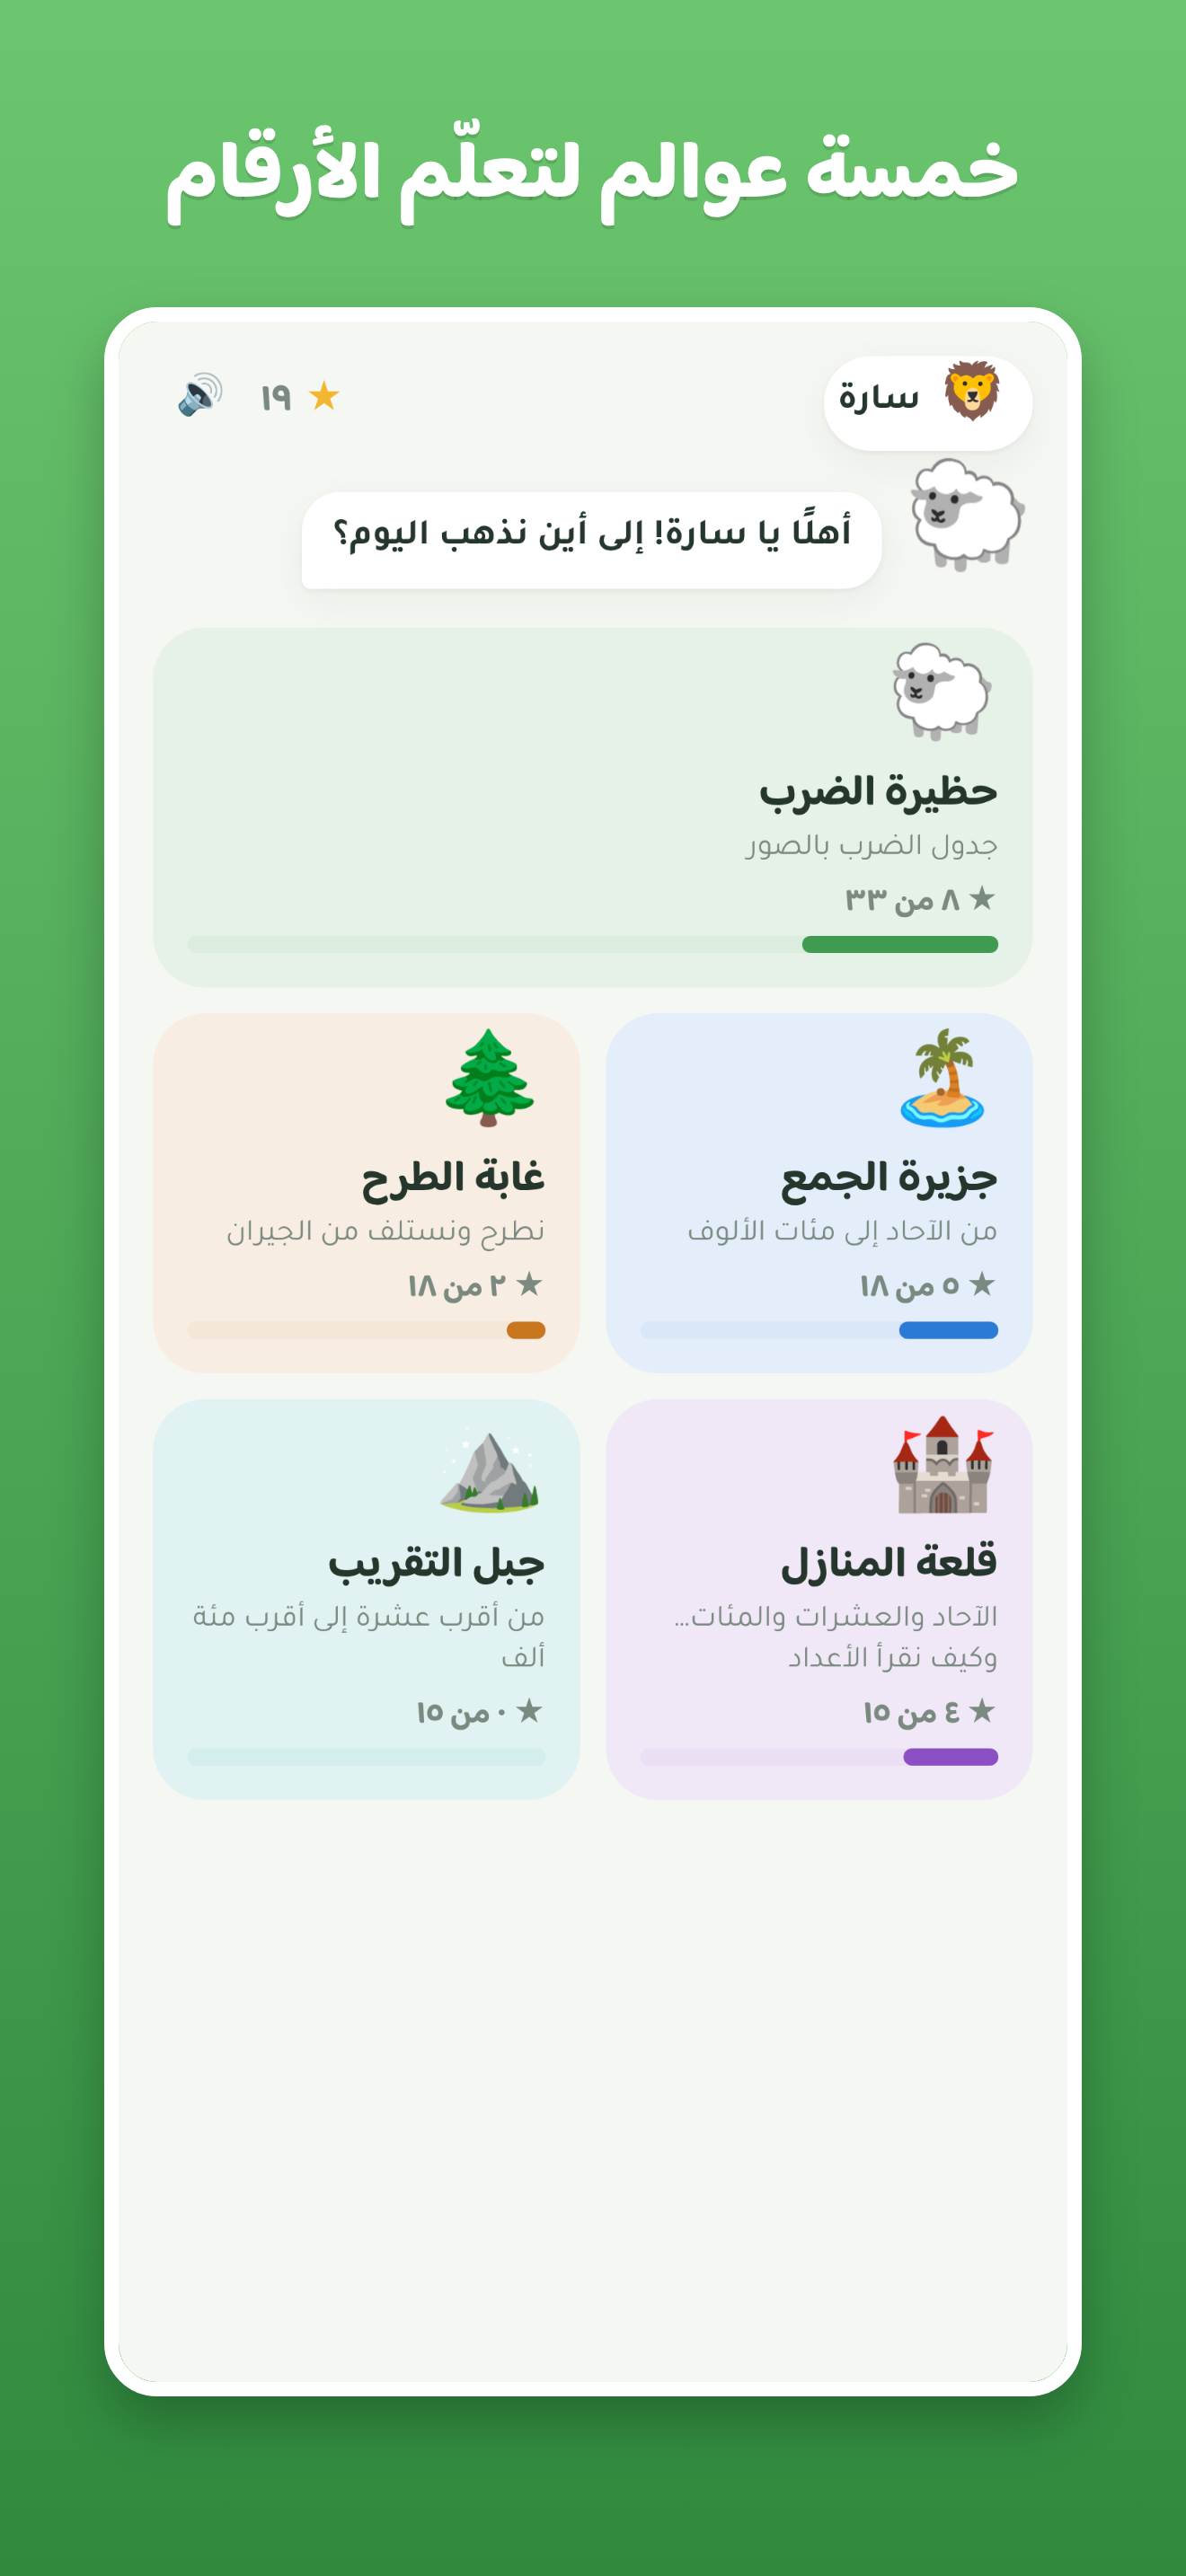 خمسة عوالم لتعلّم الأرقام
سارة
★ ١٩
أهلًا يا سارة! إلى أين نذهب اليوم؟
حظيرة الضرب
جدول الضرب بالصور
★ ٨ من ٣٣
جزيرة الجمع
من الآحاد إلى مئات الألوف
★ ٥ من ١٨
غابة الطرح
نطرح ونستلف من الجيران
★ ٢ من ١٨
قلعة المنازل
الآحاد والعشرات والمئات…
وكيف نقرأ الأعداد
★ ٤ من ١٥
جبل التقريب
من أقرب عشرة إلى أقرب مئة
ألف
★ ٠ من ١٥